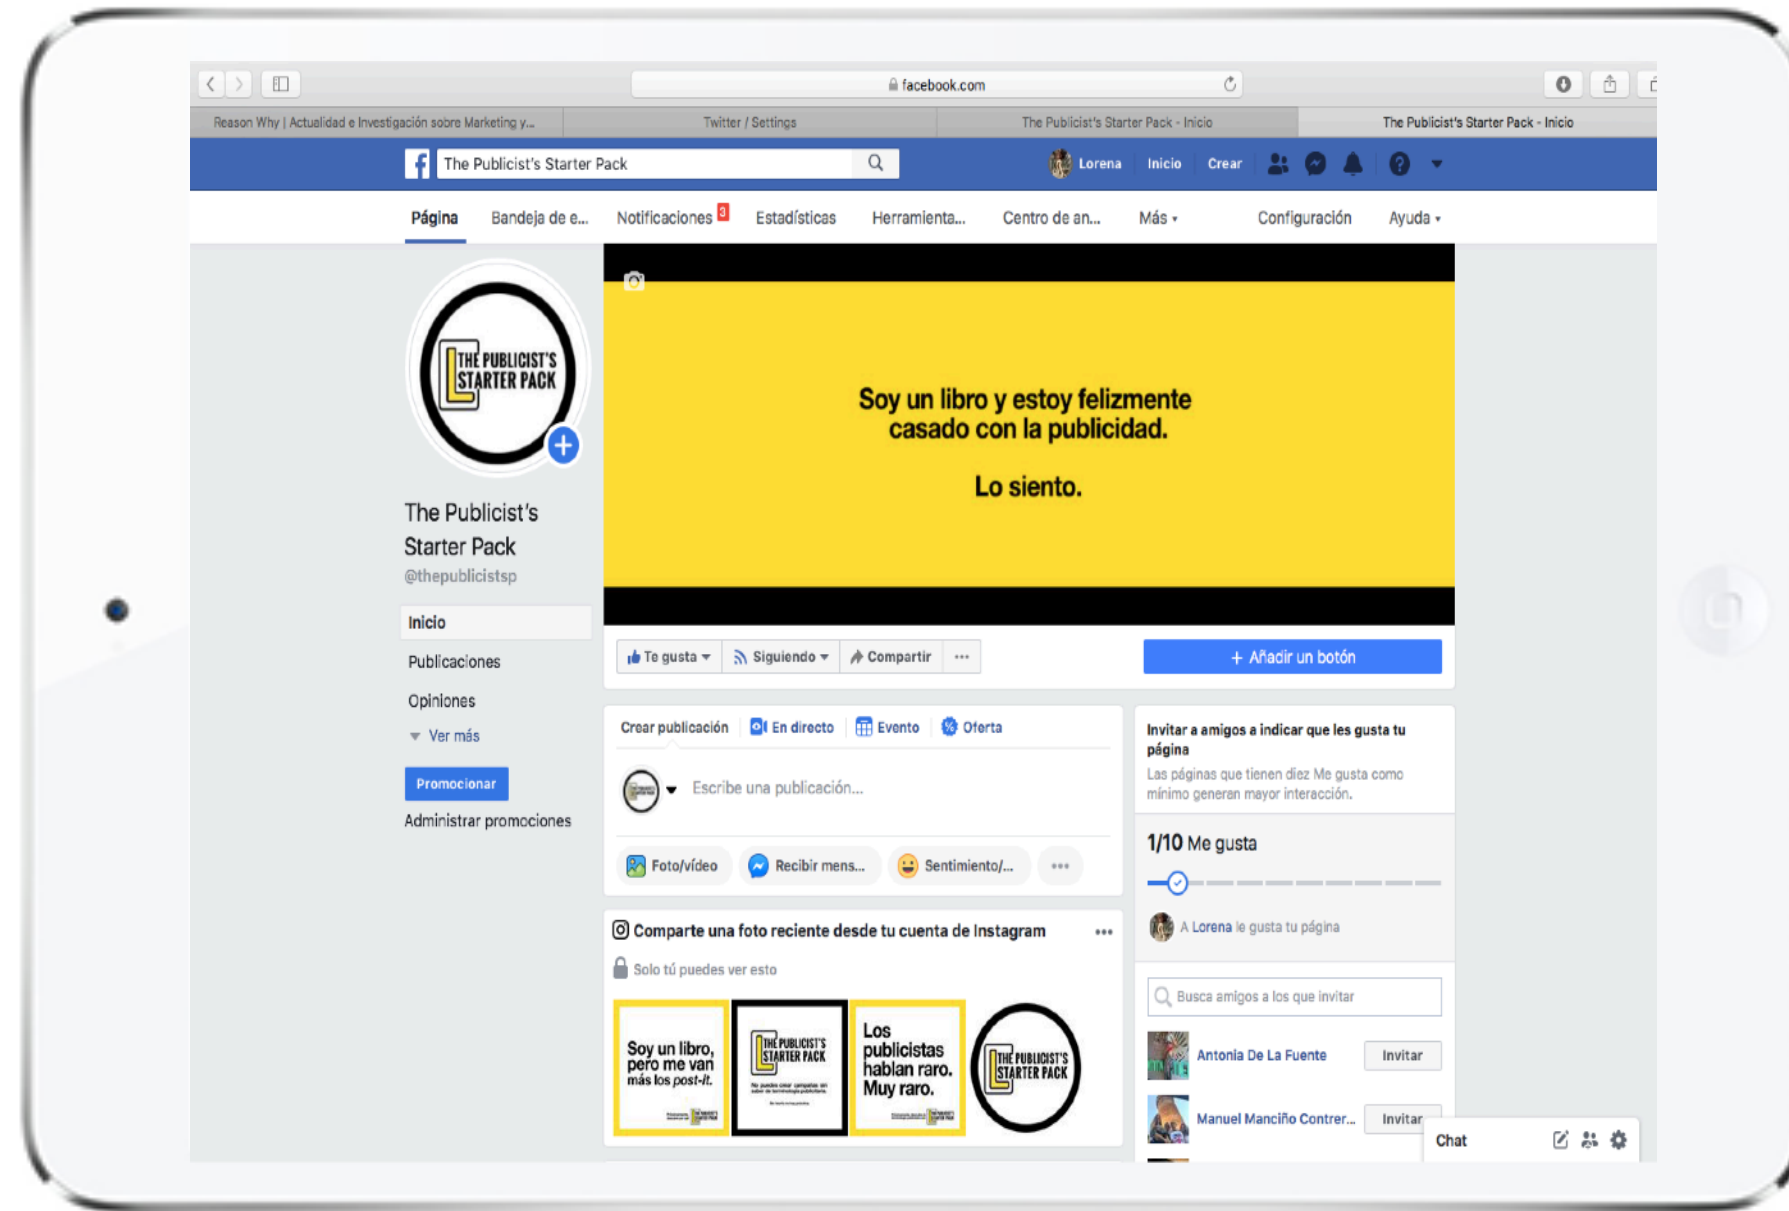 facebook.com
Reason Why | Actualidad e Investigación sobre Marketing y...
Twitter / Settings
The Publicist's Starter Pack - Inicio
The Publicist's Starter Pack - Inicio
The Publicist's Starter Pack
Lorena
Inicio
Crear
Página
Bandeja de e...
Notificaciones 3
Estadísticas
Herramienta...
Centro de an...
Más
Configuración
Ayuda
THE PUBLICIST'S
STARTER PACK
Soy un libro y estoy felizmente
casado con la publicidad.
Lo siento.
The Publicist's
Starter Pack
@thepublicistsp
Inicio
Publicaciones
Opiniones
Ver más
Promocionar
Administrar promociones
Te gusta
Siguiendo
Compartir
...
+ Añadir un botón
Crear publicación
En directo
Evento
Oferta
Escribe una publicación...
Foto/vídeo
Recibir mens...
Sentimiento/...
...
Comparte una foto reciente desde tu cuenta de Instagram
...
Solo tú puedes ver esto
Soy un libro,
pero me van
más los post-it.
THE PUBLICIST'S
STARTER PACK
Los
publicistas
hablan raro.
Muy raro.
THE PUBLICIST'S
STARTER PACK
Invitar a amigos a indicar que les gusta tu
página
Las páginas que tienen diez Me gusta como
mínimo generan mayor interacción.
1/10 Me gusta
A Lorena le gusta tu página
Busca amigos a los que invitar
Antonia De La Fuente
Invitar
Manuel Manciño Contrer...
Invitar
Chat